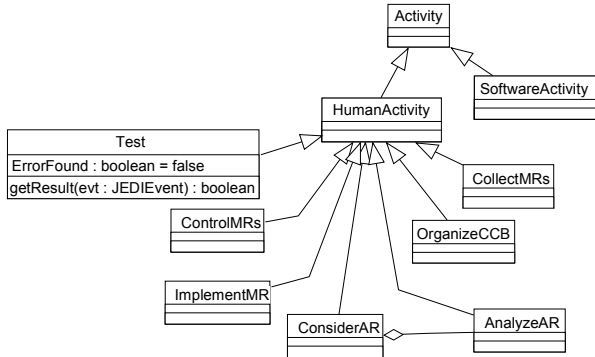 Activity
SoftwareActivity
HumanActivity
Test
ErrorFound : boolean = false
getResult(evt : JEDIEvent) : boolean
CollectMRs
ControlMRs
OrganizeCCB
ImplementMR
ConsiderAR
AnalyzeAR